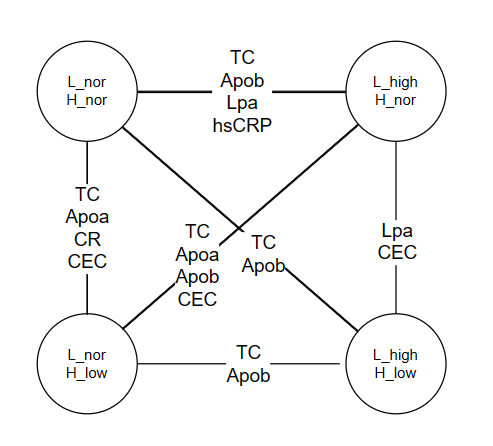 L_nor
H_nor
TC
Apob
Lpa
hsCRP
L_high
H_nor
TC
Apoa
CR
CEC
TC
Apoa
Apob
CEC
TC
Apob
Lpa
CEC
L_nor
H_low
TC
Apob
L_high
H_low